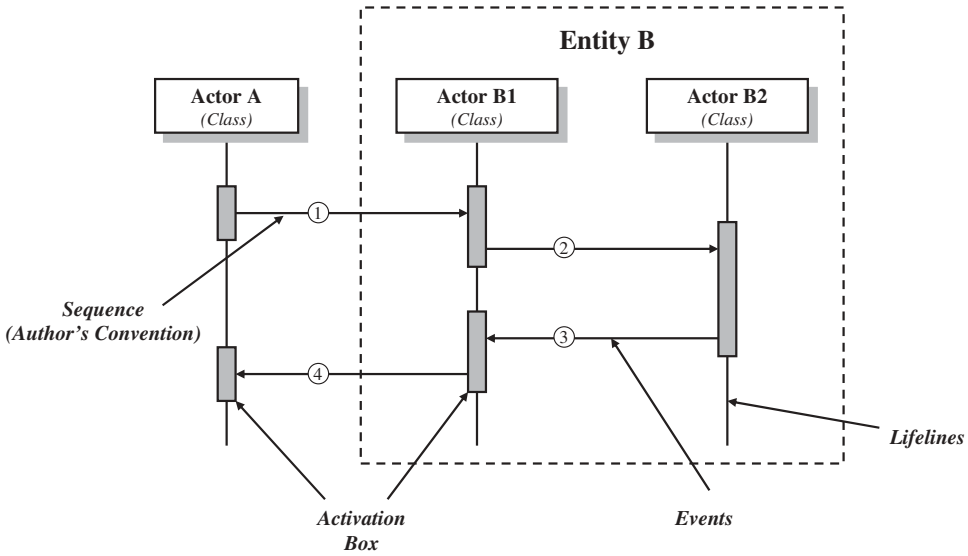 Entity B
Actor A
(Class)
Actor B1
(Class)
Actor B2
(Class)
1
2
Sequence
(Author's Convention)
3
4
Lifelines
Activation
Box
Events